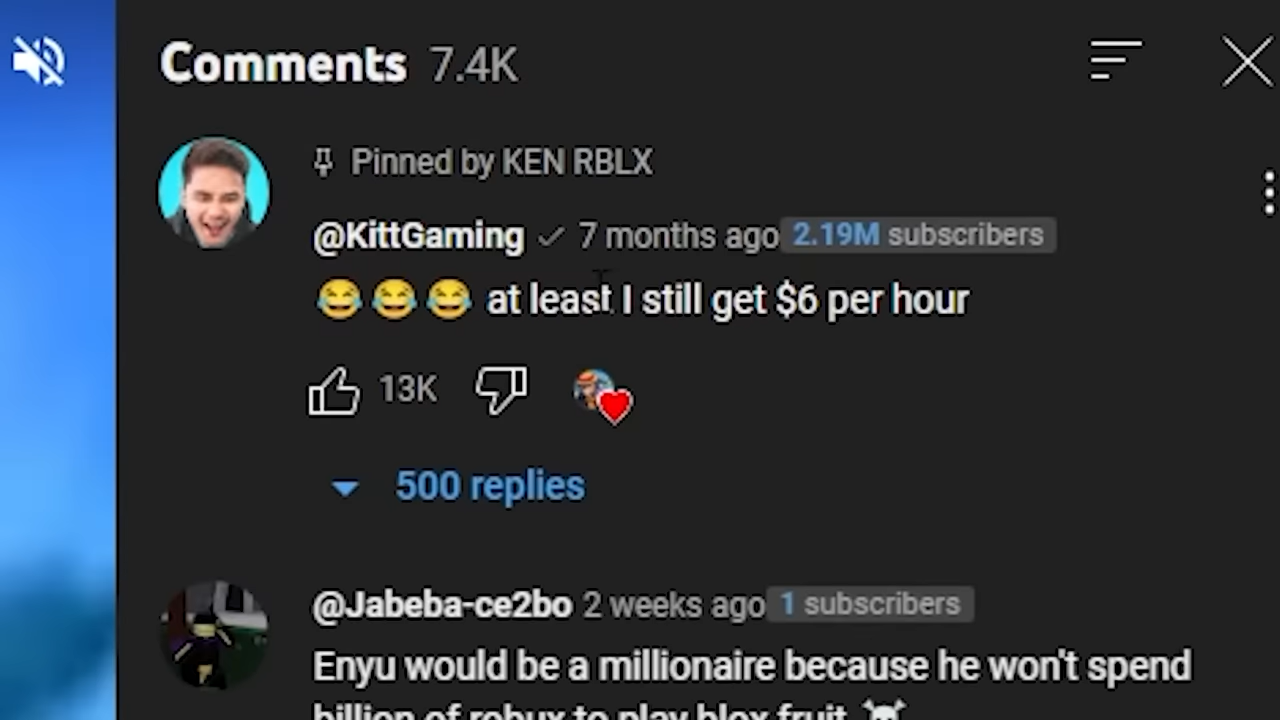 Comments 7.4K
Pinned by KEN RBLX
@KittGaming 7 months ago 2.19M subscribers
😂😂😂 at least I still get $6 per hour
13K
500 replies
@Jabeba-ce2bo 2 weeks ago 1 subscribers
Enyu would be a millionaire because he won't spend
billion of robux to play blox fruit ☠️